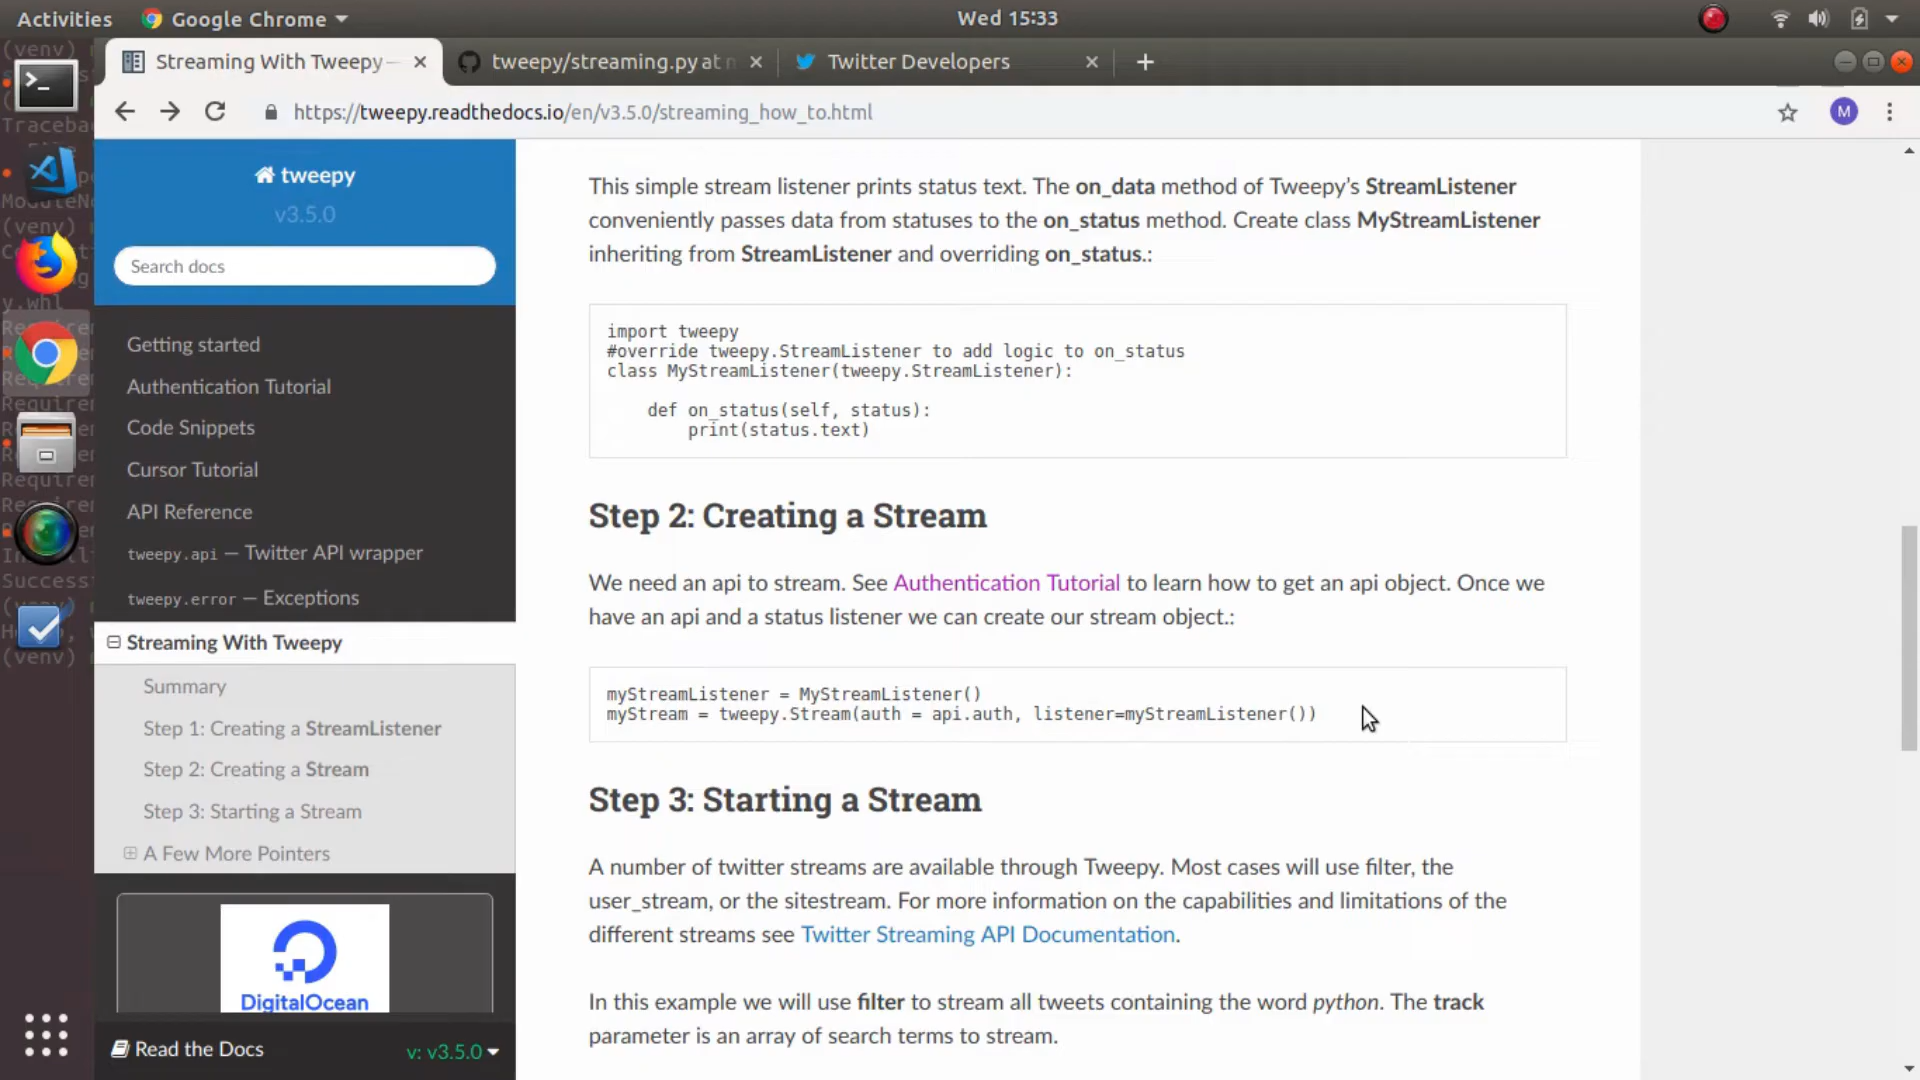 Activities
Google Chrome
Wed 15:33
Streaming With Tweepy —
tweepy/streaming.py at
Twitter Developers
https://tweepy.readthedocs.io/en/v3.5.0/streaming_how_to.html
M
tweepy
v3.5.0
Search docs
Getting started
Authentication Tutorial
Code Snippets
Cursor Tutorial
API Reference
tweepy.api — Twitter API wrapper
tweepy.error — Exceptions
Streaming With Tweepy
Summary
Step 1: Creating a StreamListener
Step 2: Creating a Stream
Step 3: Starting a Stream
A Few More Pointers
DigitalOcean
Read the Docs
v: v3.5.0
This simple stream listener prints status text. The on_data method of Tweepy’s StreamListener
conveniently passes data from statuses to the on_status method. Create class MyStreamListener
inheriting from StreamListener and overriding on_status.:
import tweepy
#override tweepy.StreamListener to add logic to on_status
class MyStreamListener(tweepy.StreamListener):
def on_status(self, status):
print(status.text)
Step 2: Creating a Stream
We need an api to stream. See Authentication Tutorial to learn how to get an api object. Once we
have an api and a status listener we can create our stream object.:
myStreamListener = MyStreamListener()
myStream = tweepy.Stream(auth = api.auth, listener=myStreamListener())
Step 3: Starting a Stream
A number of twitter streams are available through Tweepy. Most cases will use filter, the
user_stream, or the sitestream. For more information on the capabilities and limitations of the
different streams see Twitter Streaming API Documentation.
In this example we will use filter to stream all tweets containing the word python. The track
parameter is an array of search terms to stream.